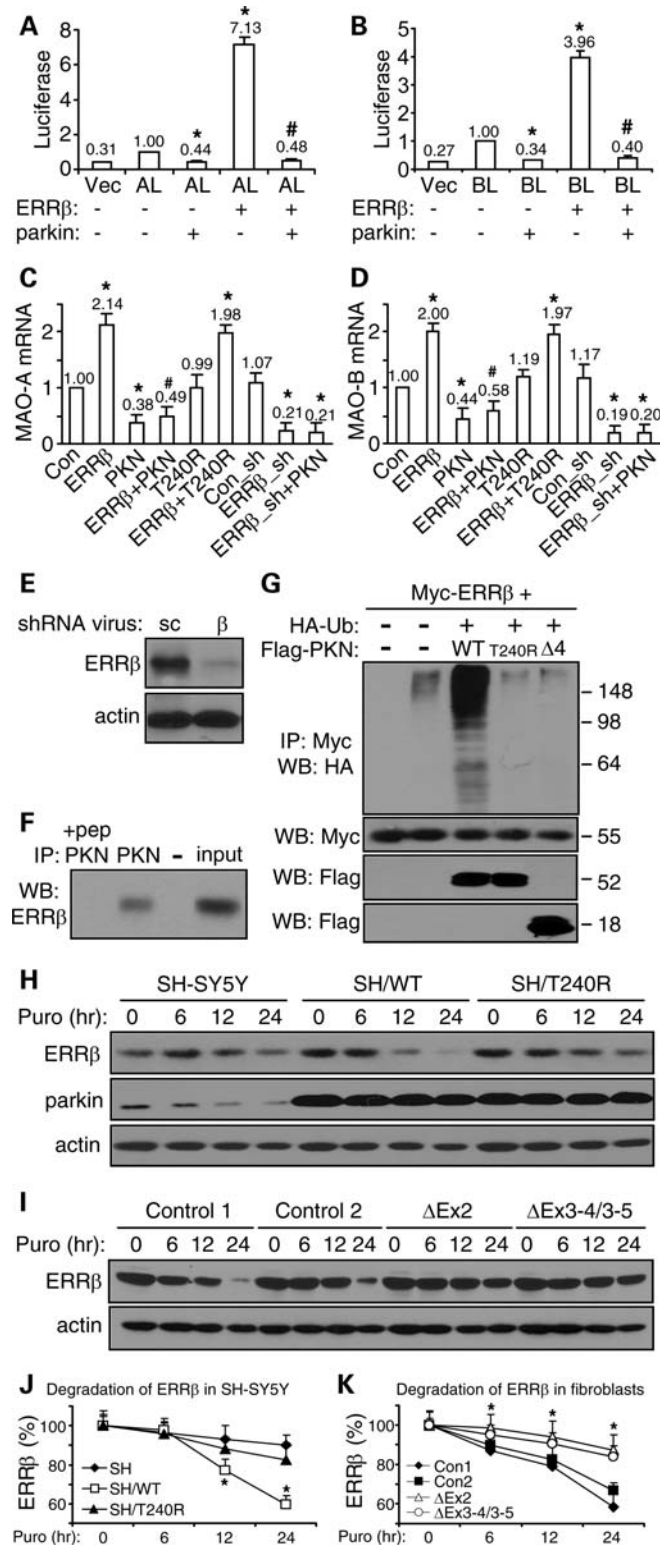 A
B
*
7.13
*
3.96
8
6
4
2
0
Luciferase
0.31
1.00
*
0.44
#
0.48
Vec AL AL AL AL
5
4
3
2
1
0
Luciferase
0.27
1.00
*
0.34
#
0.40
Vec BL BL BL BL
ERRβ: - - - + +
parkin: - - + - +
ERRβ: - - - + +
parkin: - - + - +
C
D
MAO-A mRNA
2
1
0
1.00
*
2.14
*
0.38
#
0.49
0.99
*
1.98
1.07
*
0.21
*
0.21
Con
ERRβ
PKN
ERRβ+PKN
T240R
ERRβ+T240R
Con_sh
ERRβ_sh
ERRβ_sh+PKN
MAO-B mRNA
2
1
0
1.00
*
2.00
*
0.44
#
0.58
1.19
*
1.97
1.17
*
0.19
*
0.20
Con
ERRβ
PKN
ERRβ+PKN
T240R
ERRβ+T240R
Con_sh
ERRβ_sh
ERRβ_sh+PKN
E
shRNA virus: sc β
ERRβ
actin
F
+pep
IP: PKN PKN - input
WB:
ERRβ
G
Myc-ERRβ +
HA-Ub: - - + + +
Flag-PKN: - - WT T240R Δ4
IP: Myc
WB: HA
- 148
- 98
- 64
WB: Myc
- 55
WB: Flag
- 52
WB: Flag
- 18
H
SH-SY5Y SH/WT SH/T240R
Puro (hr): 0 6 12 24 0 6 12 24 0 6 12 24
ERRβ
parkin
actin
I
Control 1 Control 2 ΔEx2 ΔEx3-4/3-5
Puro (hr): 0 6 12 24 0 6 12 24 0 6 12 24 0 6 12 24
ERRβ
actin
J Degradation of ERRβ in SH-SY5Y
ERRβ (%)
100
80
60
SH
SH/WT
SH/T240R
*
*
Puro (hr): 0 6 12 24
K Degradation of ERRβ in fibroblasts
ERRβ (%)
100
80
60
* * *
Con1
Con2
ΔEx2
ΔEx3-4/3-5
Puro (hr): 0 6 12 24